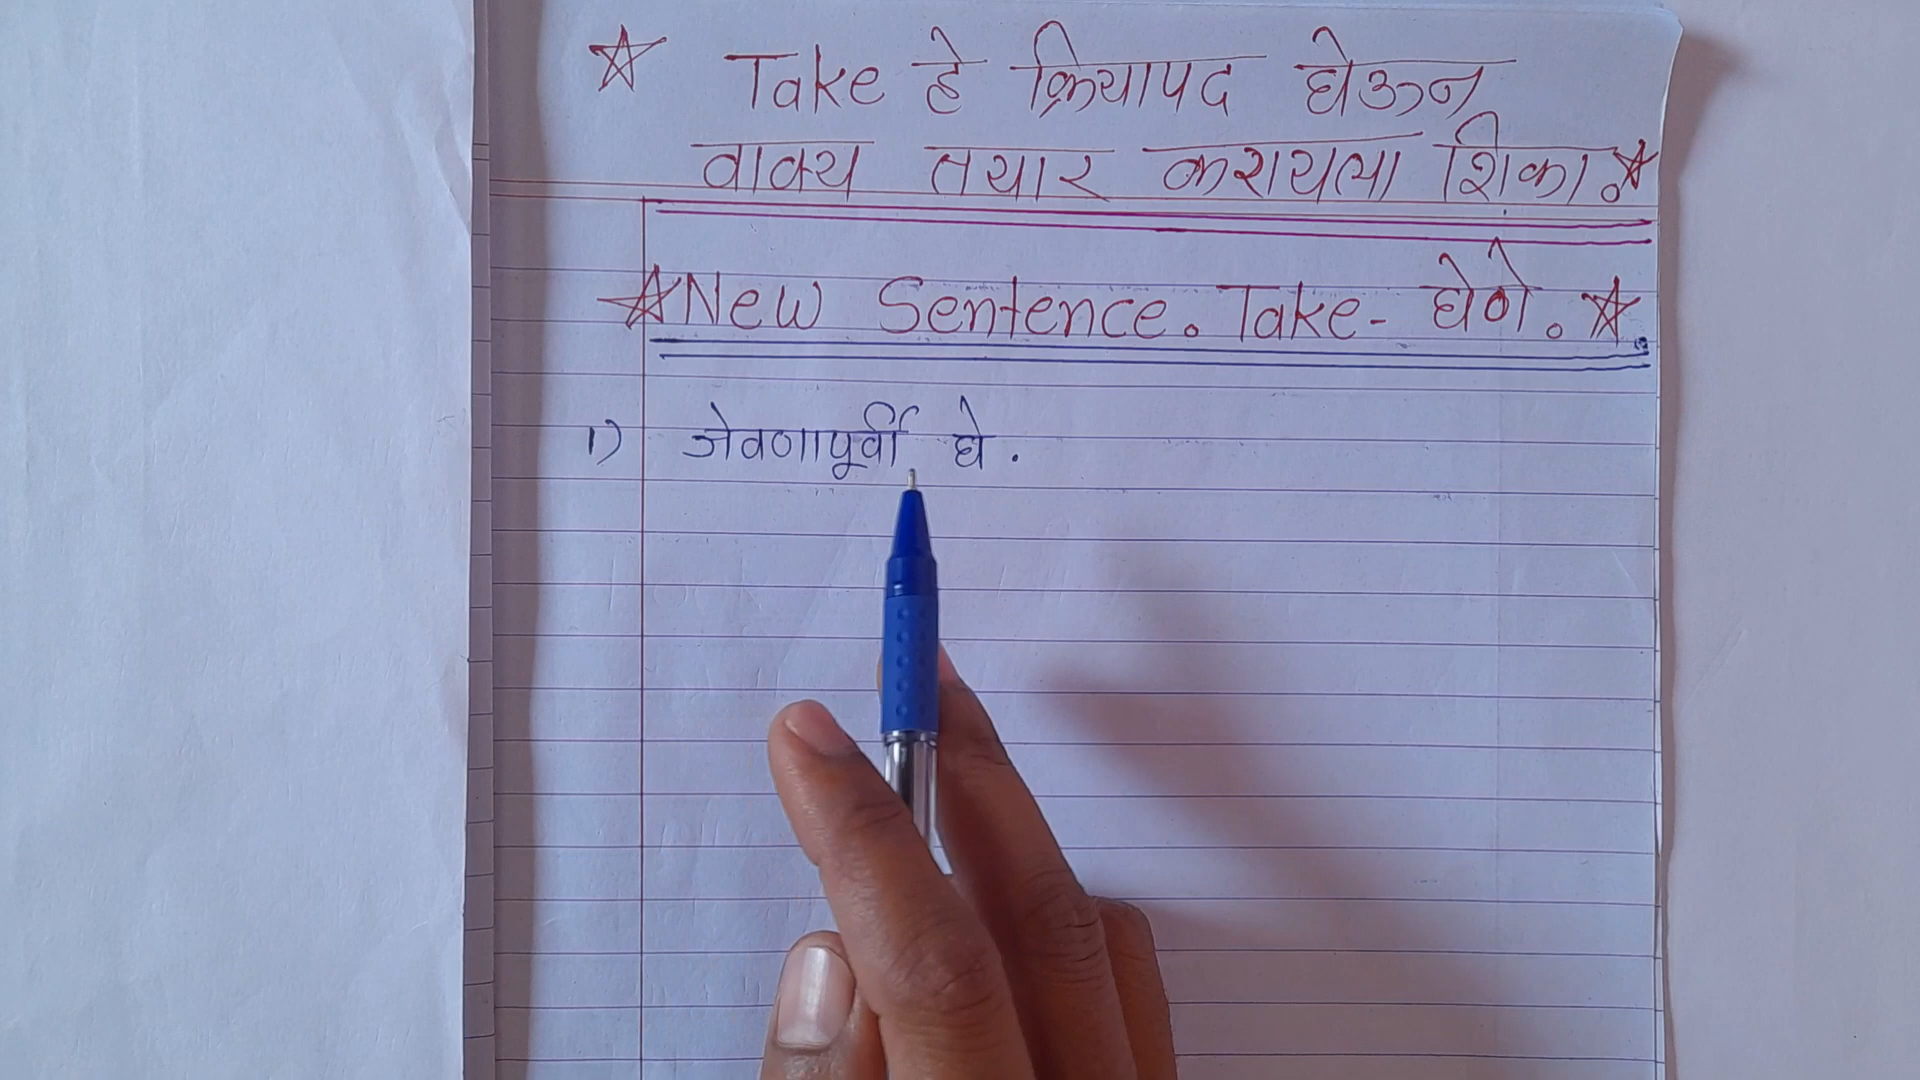 ☆ Take हे क्रियापद घेऊन
वाक्य तयार करायला शिका.☆
☆New Sentence. Take- घेणे.☆
1) जेवणापूर्वी घे.